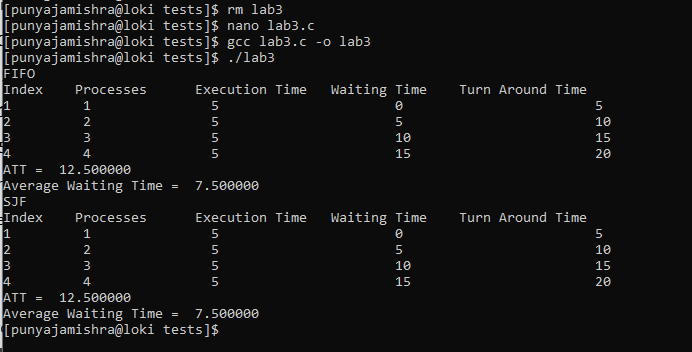 [punyajamishra@loki tests]$ rm lab3
[punyajamishra@loki tests]$ nano lab3.c
[punyajamishra@loki tests]$ gcc lab3.c -o lab3
[punyajamishra@loki tests]$ ./lab3
FIFO
Index    Processes      Execution Time   Waiting Time    Turn Around Time
1         1               5                      0                        5
2         2               5                      5                        10
3         3               5                      10                       15
4         4               5                      15                       20
ATT =  12.500000
Average Waiting Time =  7.500000
SJF
Index    Processes      Execution Time   Waiting Time    Turn Around Time
1         1               5                      0                        5
2         2               5                      5                        10
3         3               5                      10                       15
4         4               5                      15                       20
ATT =  12.500000
Average Waiting Time =  7.500000
[punyajamishra@loki tests]$